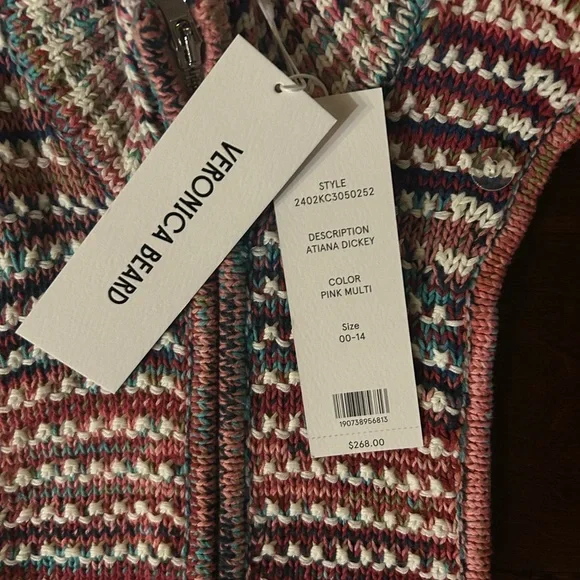 VERONICA BEARD
STYLE
2402KC3050252
DESCRIPTION
ATIANA DICKEY
COLOR
PINK MULTI
Size
00-14
190738956813
$268.00